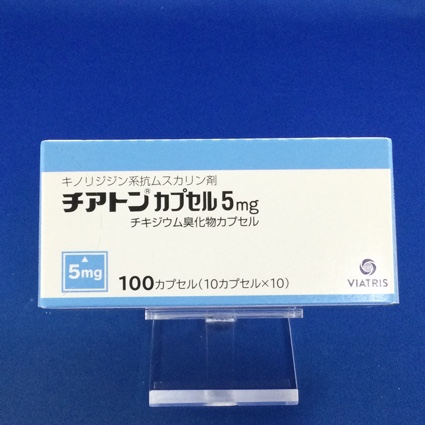 キノリジジン系抗ムスカリン剤
チアトン®カプセル5mg
チキジウム臭化物カプセル
5mg
100カプセル(10カプセル×10)
VIATRIS